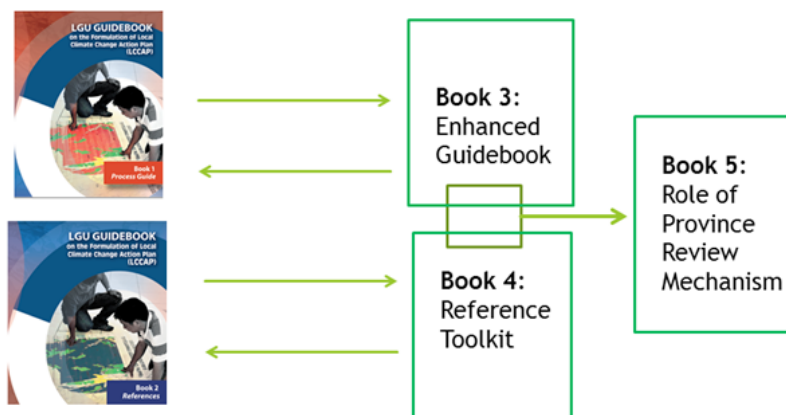 LGU GUIDEBOOK
on the Formulation of Local
Climate Change Action Plan
(LCCAP)
Book 1
Process Guide
LGU GUIDEBOOK
on the Formulation of Local
Climate Change Action Plan
(LCCAP)
Book 2
References
Book 3:
Enhanced
Guidebook
Book 4:
Reference
Toolkit
Book 5:
Role of
Province
Review
Mechanism